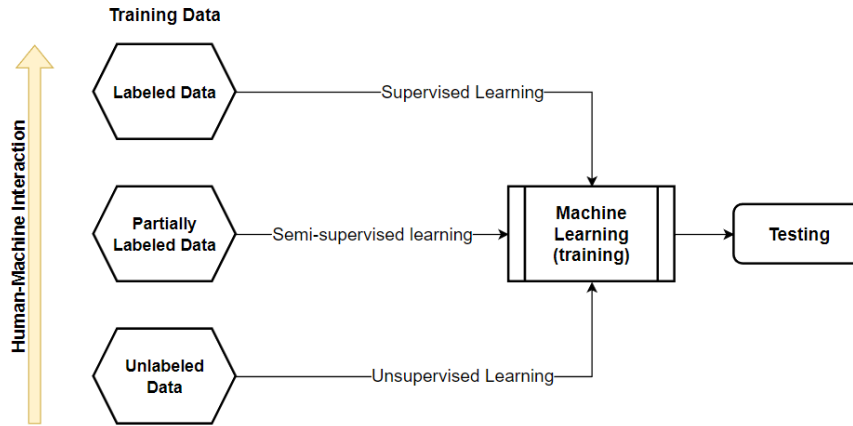 Training Data
Human-Machine Interaction
Labeled Data
Supervised Learning
Partially
Labeled Data
Semi-supervised learning
Machine
Learning
(training)
Testing
Unlabeled
Data
Unsupervised Learning